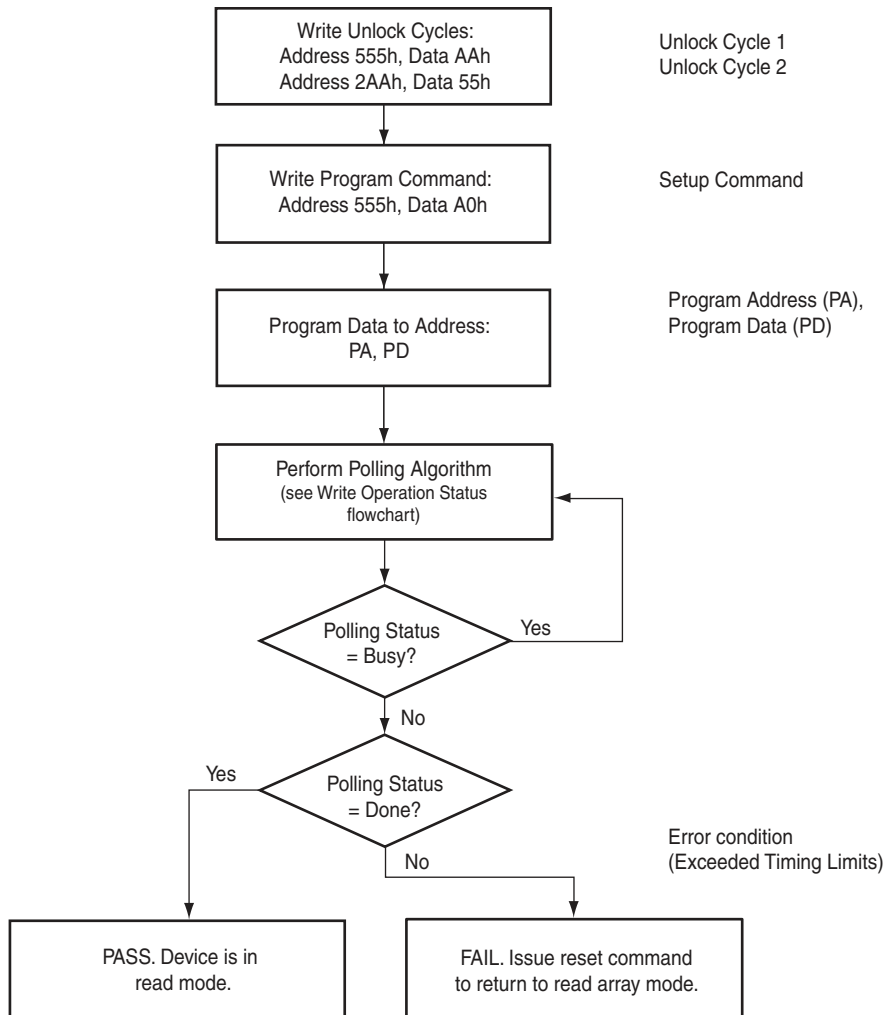 Write Unlock Cycles:
Address 555h, Data AAh
Address 2AAh, Data 55h
Unlock Cycle 1
Unlock Cycle 2
Write Program Command:
Address 555h, Data A0h
Setup Command
Program Data to Address:
PA, PD
Program Address (PA),
Program Data (PD)
Perform Polling Algorithm
(see Write Operation Status
flowchart)
Polling Status
= Busy?
Yes
No
Polling Status
= Done?
Yes
No
Error condition
(Exceeded Timing Limits)
PASS. Device is in
read mode.
FAIL. Issue reset command
to return to read array mode.